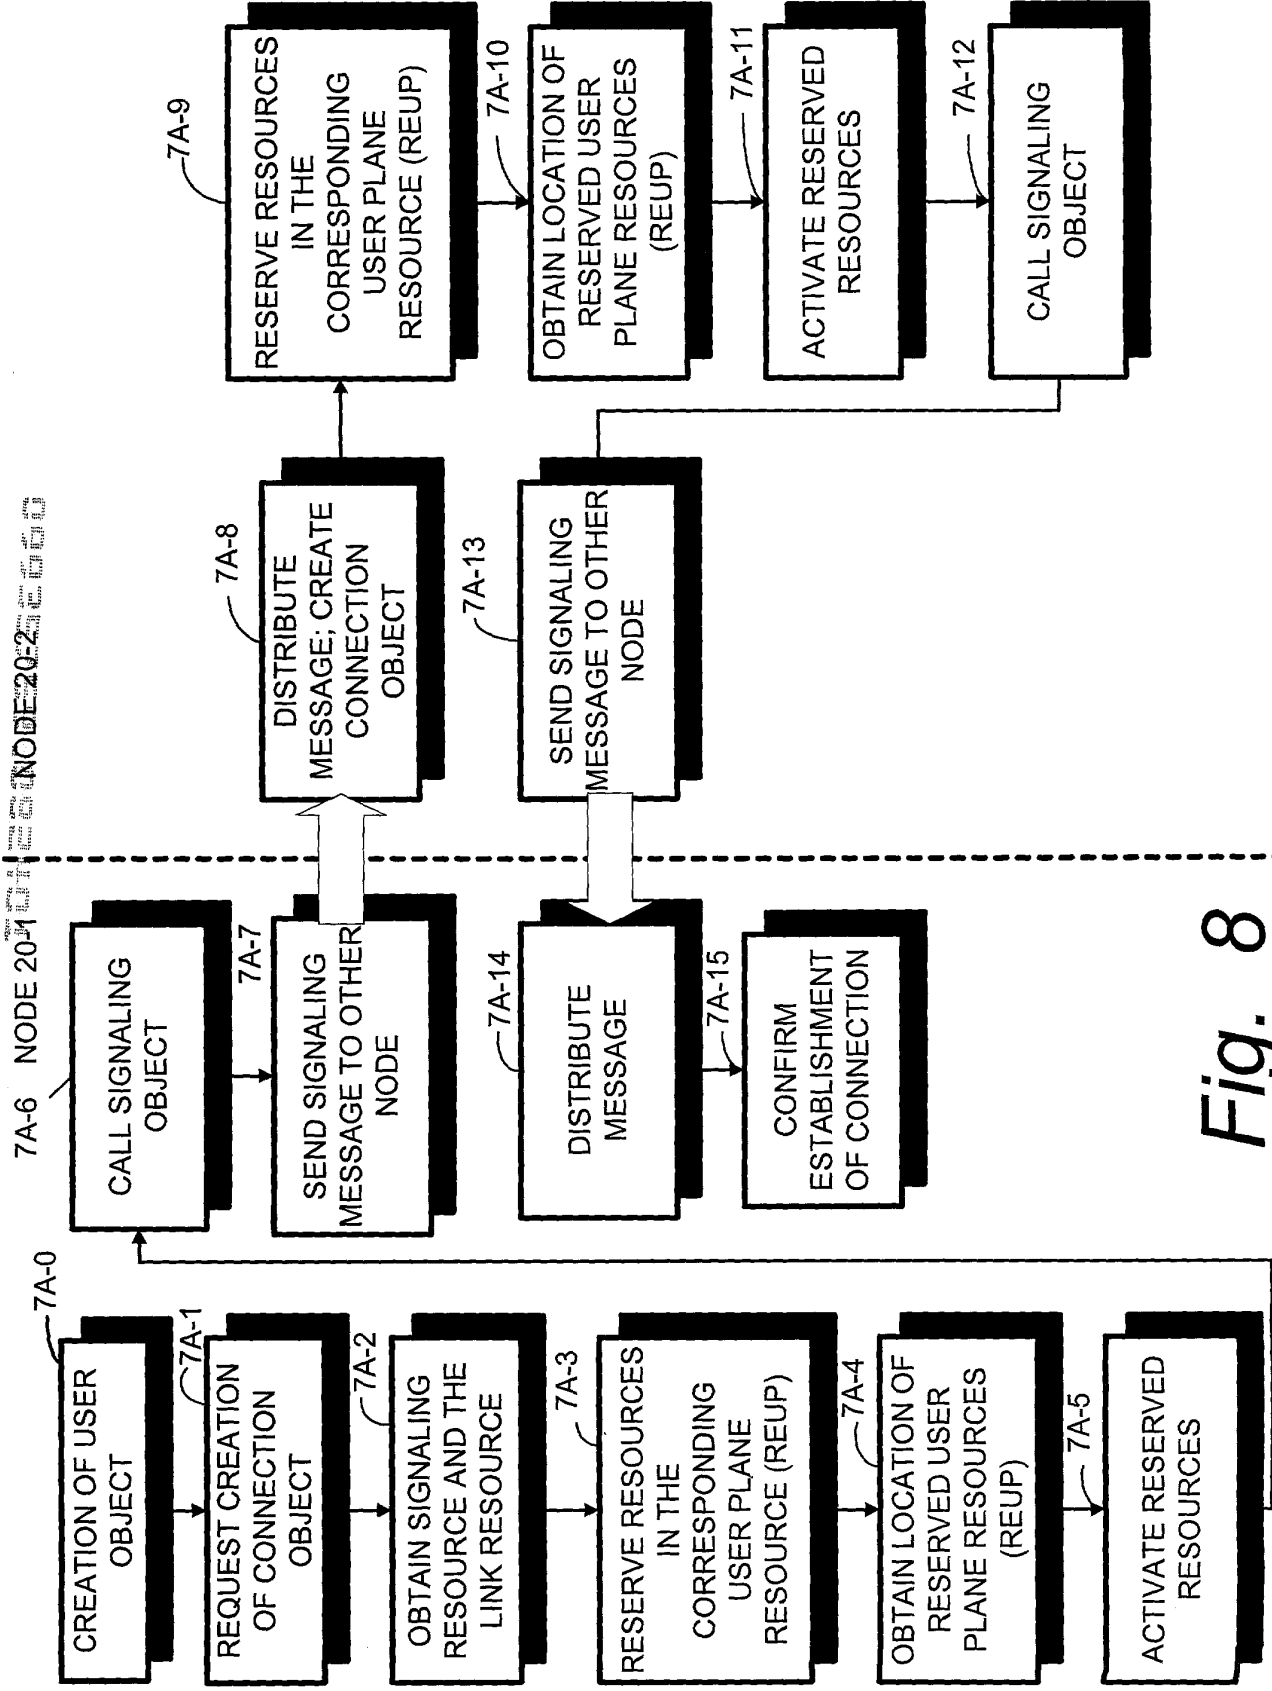 7A-6
NODE 20-1
NODE 20-2
7A-0
CREATION OF USER
OBJECT
7A-1
REQUEST CREATION
OF CONNECTION
OBJECT
7A-2
OBTAIN SIGNALING
RESOURCE AND THE
LINK RESOURCE
7A-3
RESERVE RESOURCES
IN THE
CORRESPONDING
USER PLANE
RESOURCE (REUP)
7A-4
OBTAIN LOCATION OF
RESERVED USER
PLANE RESOURCES
(REUP)
7A-5
ACTIVATE RESERVED
RESOURCES
CALL SIGNALING
OBJECT
7A-7
SEND SIGNALING
MESSAGE TO OTHER
NODE
7A-8
DISTRIBUTE
MESSAGE; CREATE
CONNECTION
OBJECT
7A-9
RESERVE RESOURCES
IN THE
CORRESPONDING
USER PLANE
RESOURCE (REUP)
7A-10
OBTAIN LOCATION OF
RESERVED USER
PLANE RESOURCES
(REUP)
7A-11
ACTIVATE RESERVED
RESOURCES
7A-12
CALL SIGNALING
OBJECT
7A-13
SEND SIGNALING
MESSAGE TO OTHER
NODE
7A-14
DISTRIBUTE
MESSAGE
7A-15
CONFIRM
ESTABLISHMENT
OF CONNECTION
Fig. 8